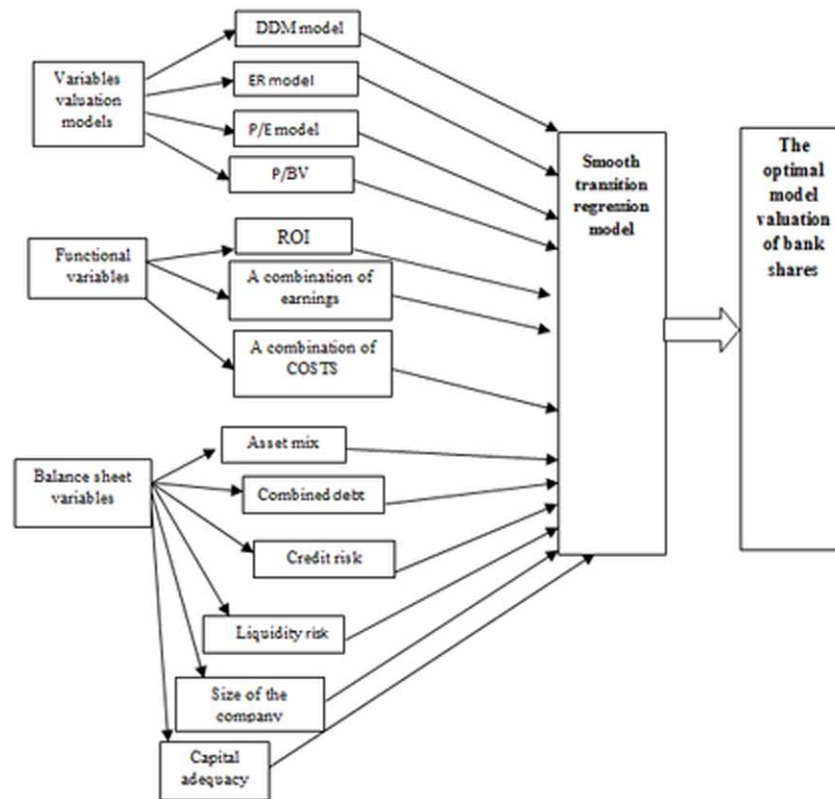 DDM model
Variables
valuation
models
ER model
P/E model
P/BV
Smooth
transition
regression
model
The
optimal
model
valuation
of bank
shares
Functional
variables
ROI
A combination of
earnings
A combination of
COSTS
Balance sheet
variables
Asset mix
Combined debt
Credit risk
Liquidity risk
Size of the
company
Capital
adequacy